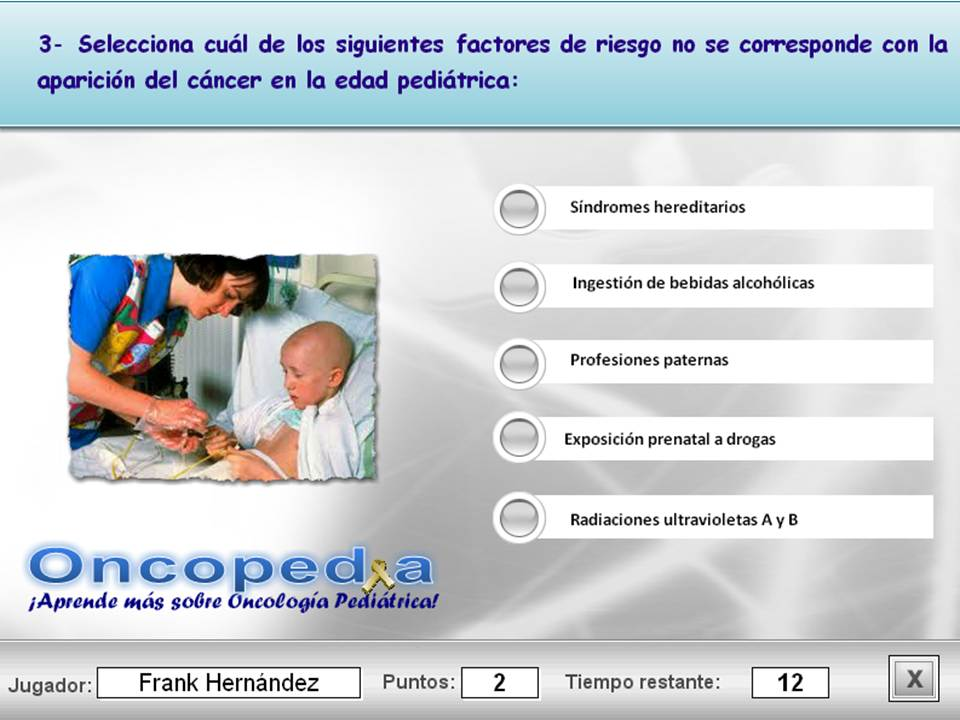 3- Selecciona cuál de los siguientes factores de riesgo no se corresponde con la
aparición del cáncer en la edad pediátrica:
Síndromes hereditarios
Ingestión de bebidas alcohólicas
Profesiones paternas
Exposición prenatal a drogas
Radiaciones ultravioletas A y B
Oncopedia
¡Aprende más sobre Oncología Pediátrica!
Jugador: Frank Hernández Puntos: 2 Tiempo restante: 12 X